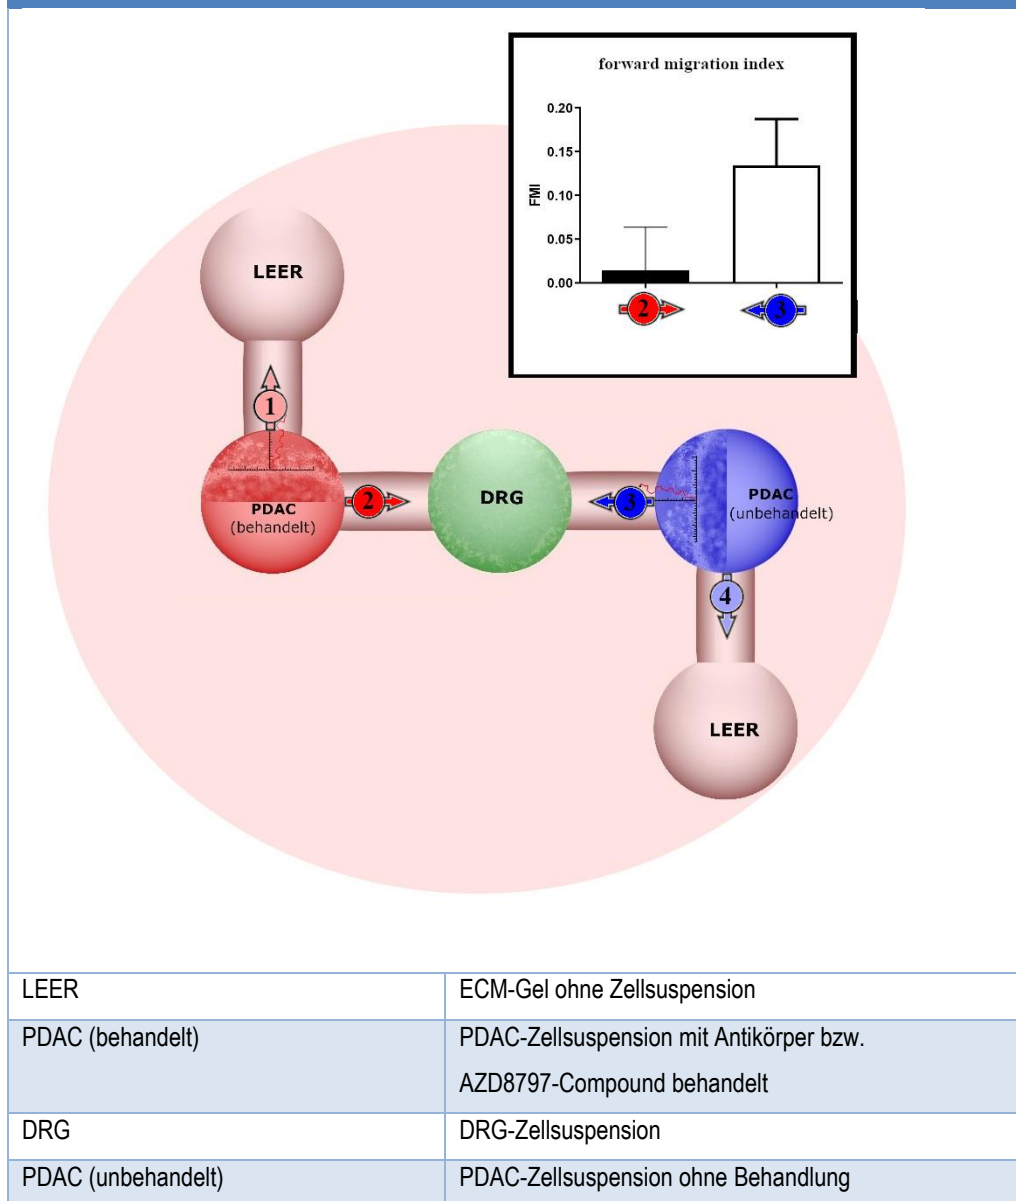 forward migration index
0.20
0.15
0.10
0.05
0.00
FMI
2
3
LEER
1
PDAC
(behandelt)
2
DRG
3
PDAC
(unbehandelt)
4
LEER
LEER
ECM-Gel ohne Zellsuspension
PDAC (behandelt)
PDAC-Zellsuspension mit Antikörper bzw.
AZD8797-Compound behandelt
DRG
DRG-Zellsuspension
PDAC (unbehandelt)
PDAC-Zellsuspension ohne Behandlung